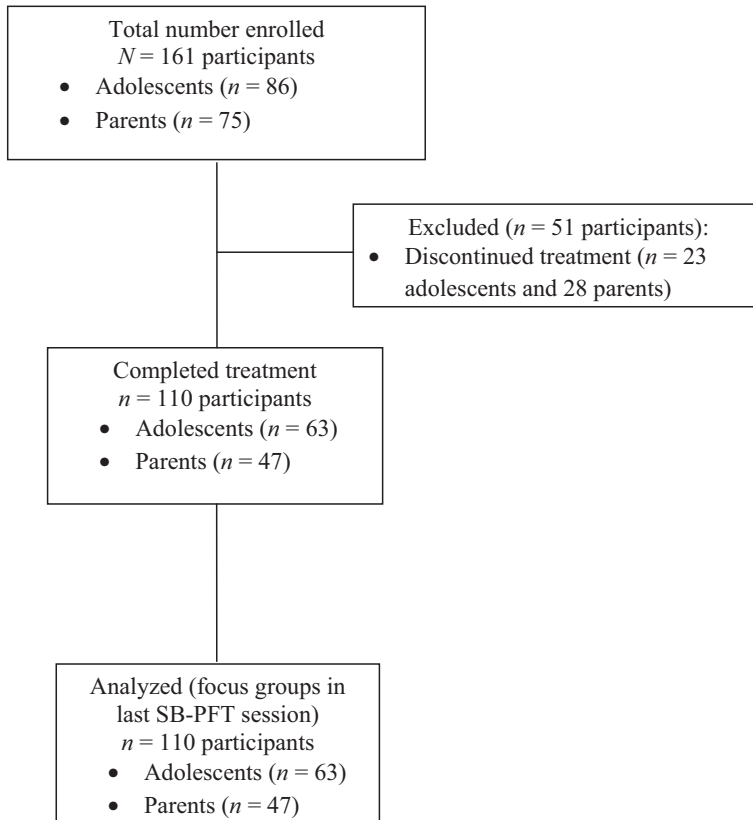 Total number enrolled
N = 161 participants
• Adolescents (n = 86)
• Parents (n = 75)
Excluded (n = 51 participants):
• Discontinued treatment (n = 23
adolescents and 28 parents)
Completed treatment
n = 110 participants
• Adolescents (n = 63)
• Parents (n = 47)
Analyzed (focus groups in
last SB-PFT session)
n = 110 participants
• Adolescents (n = 63)
• Parents (n = 47)